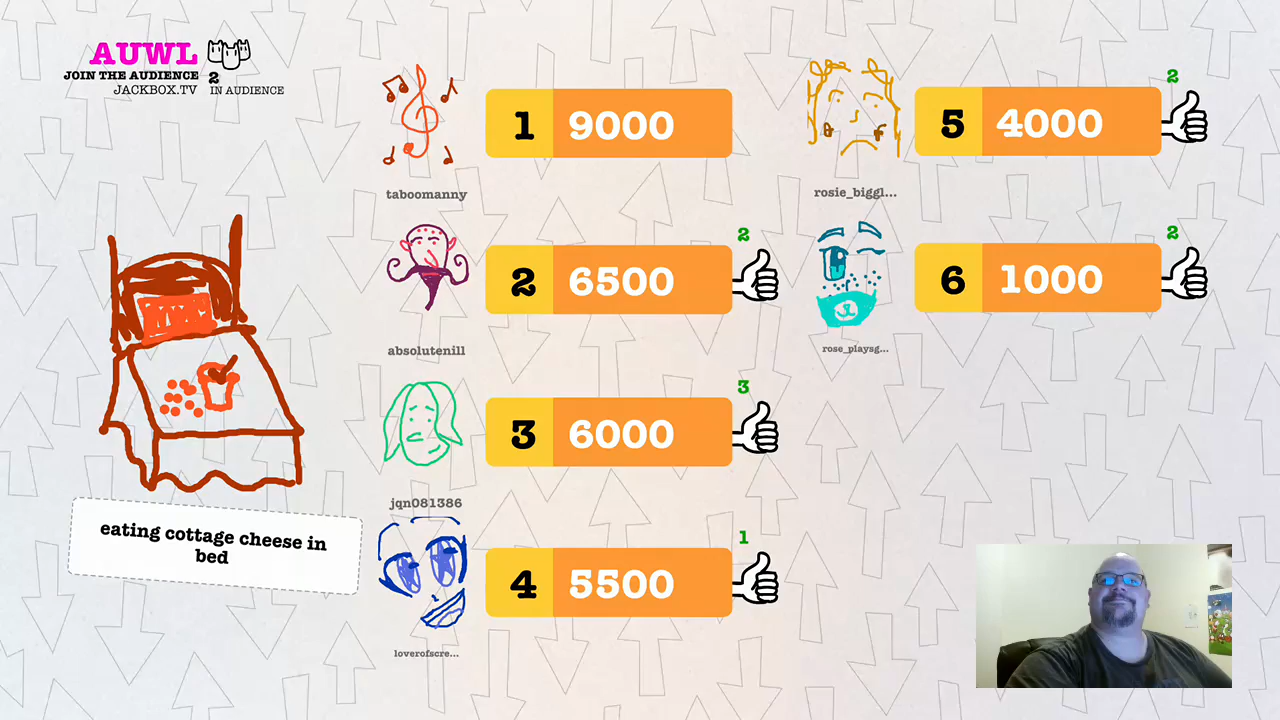 AUWL
JOIN THE AUDIENCE
JACKBOX.TV
2
IN AUDIENCE
eating cottage cheese in
bed
1 9000
taboomanny
2 6500
2
absolutenill
3 6000
3
jqn081386
4 5500
1
loverofscre...
5 4000
2
rosie_biggl...
6 1000
2
rose_playsg...